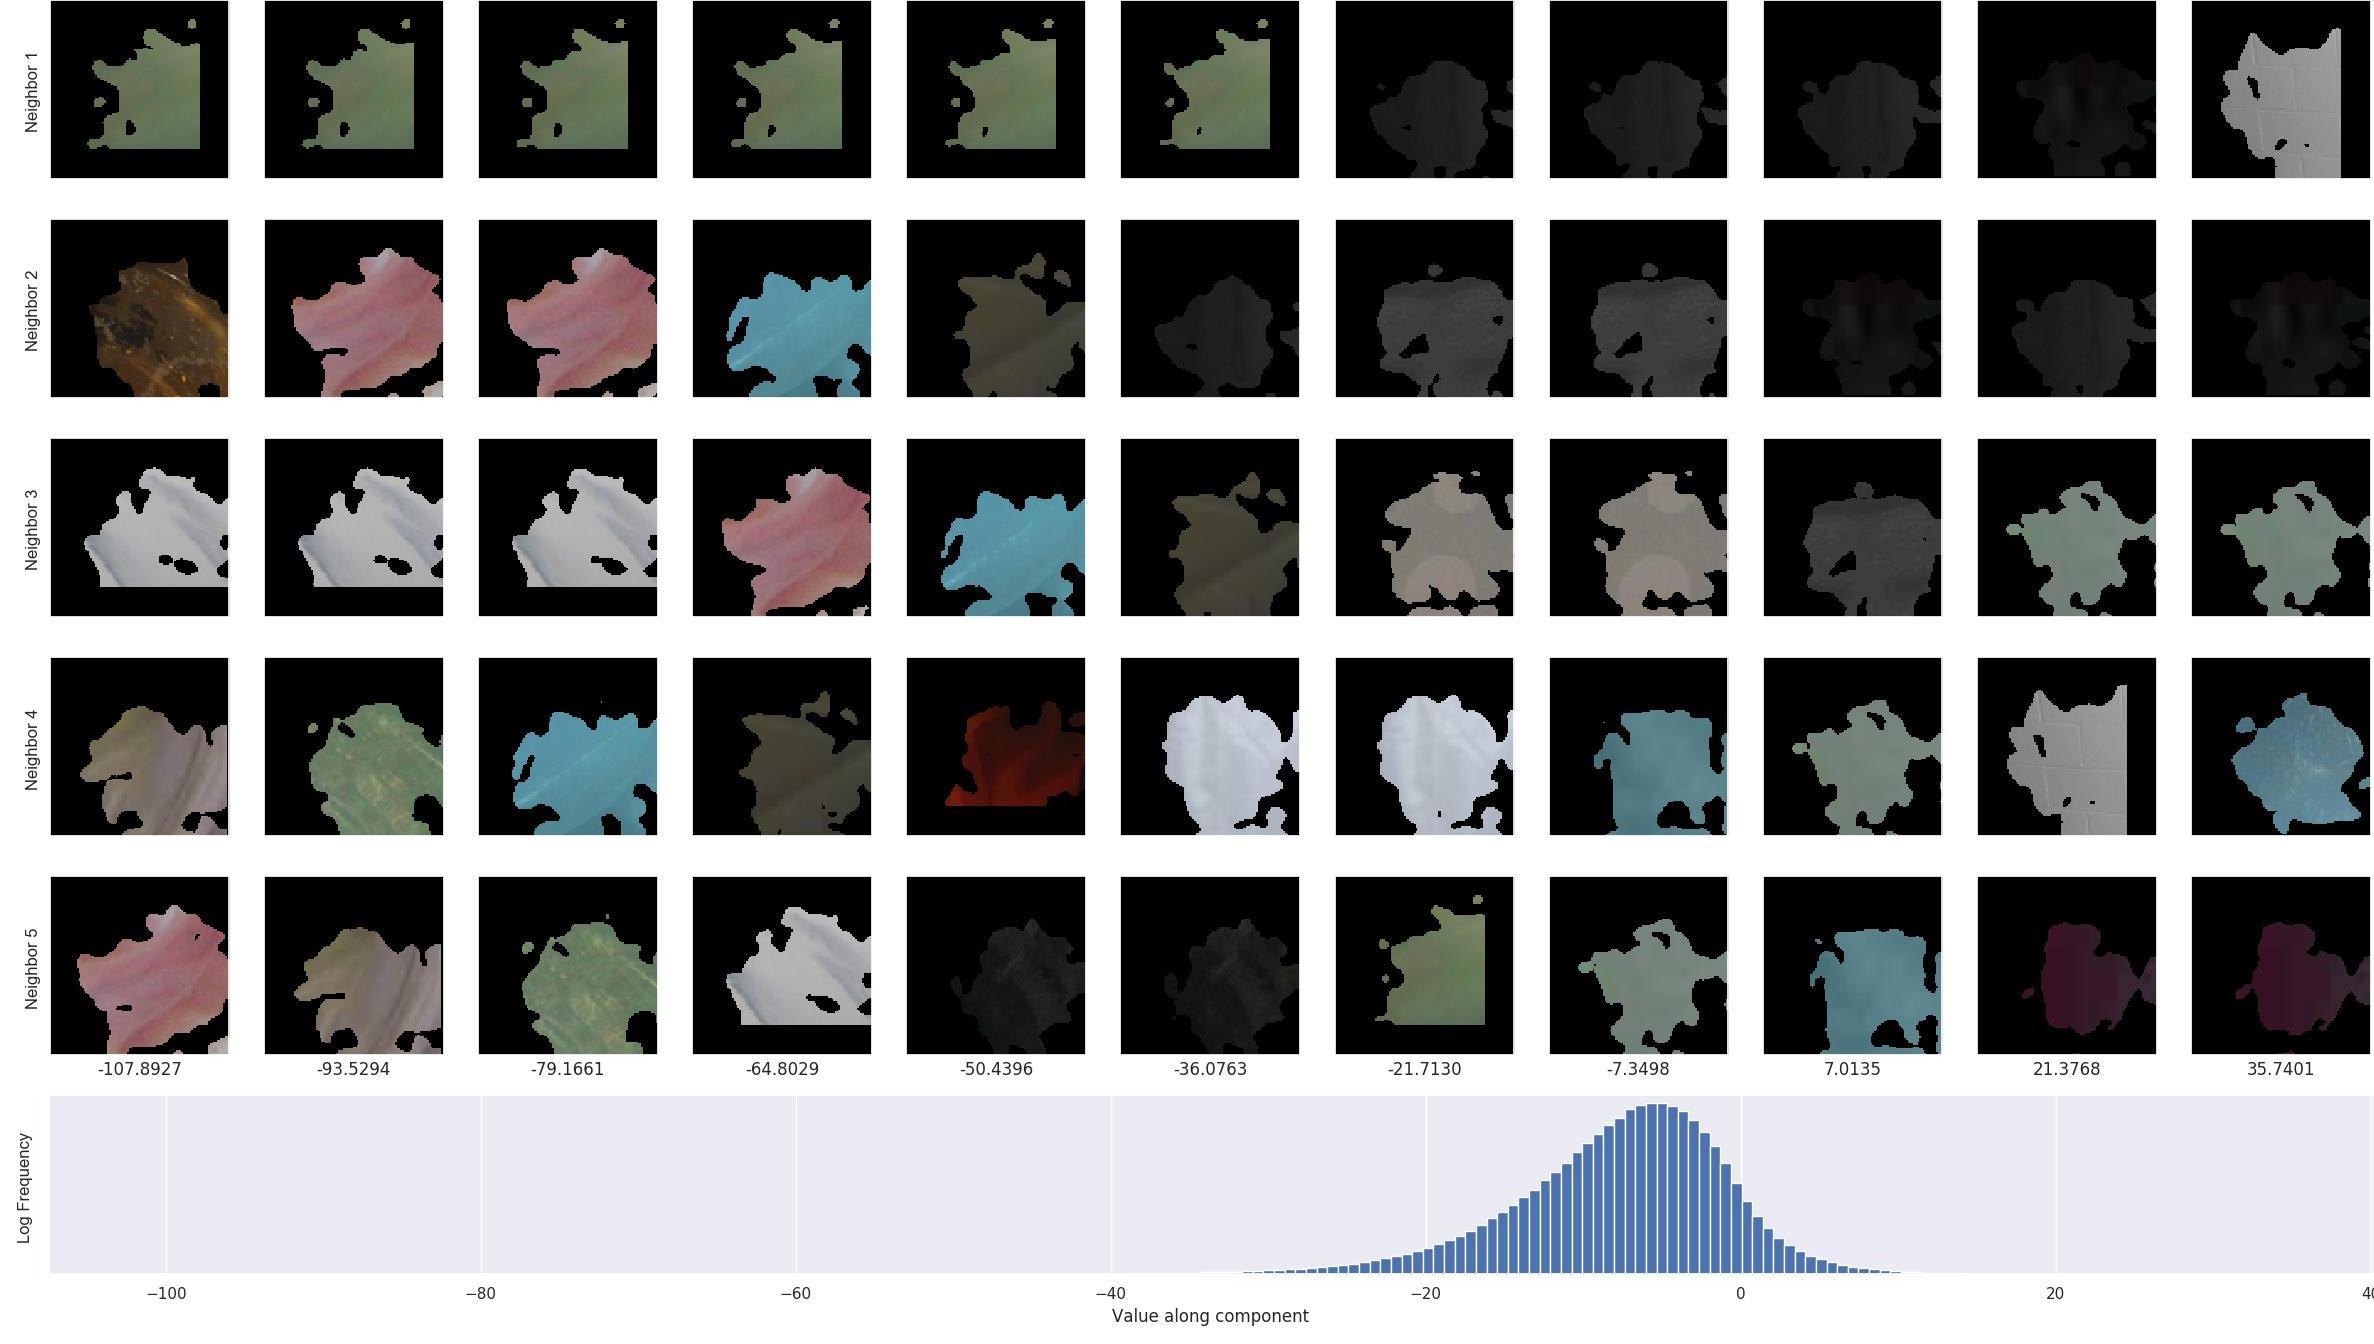 Neighbor 1
Neighbor 2
Neighbor 3
Neighbor 4
Neighbor 5
-107.8927 -93.5294 -79.1661 -64.8029 -50.4396 -36.0763 -21.7130 -7.3498 7.0135 21.3768 35.7401
Log Frequency
−100 −80 −60 −40 −20 0 20
Value along component